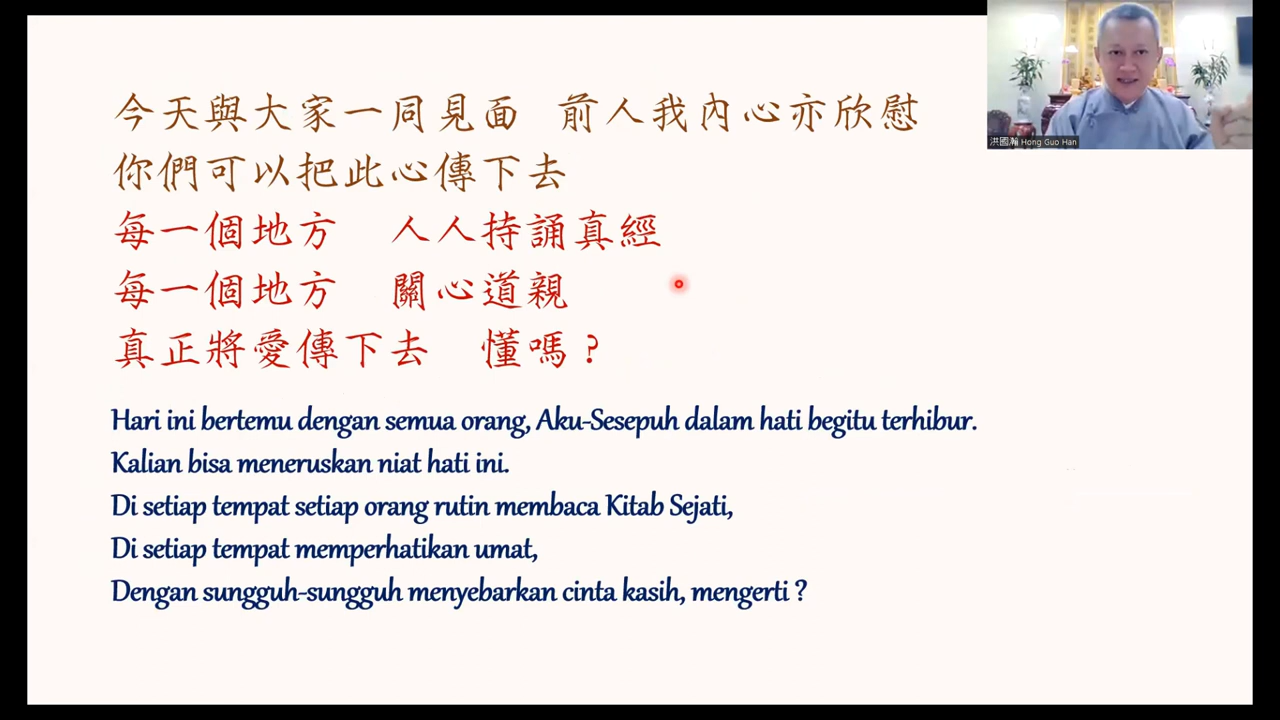 今天與大家一同見面 前人我內心亦欣慰
你們可以把此心傳下去
每一個地方 人人持誦真經
每一個地方 關心道親
真正將愛傳下去 懂嗎?
Hari ini bertemu dengan semua orang, Aku-Sesepuh dalam hati begitu terhibur.
Kalian bisa meneruskan niat hati ini.
Di setiap tempat setiap orang rutin membaca Kitab Sejati,
Di setiap tempat memperhatikan umat,
Dengan sungguh-sungguh menyebarkan cinta kasih, mengerti ?
洪國瀚 Hong Guo Han